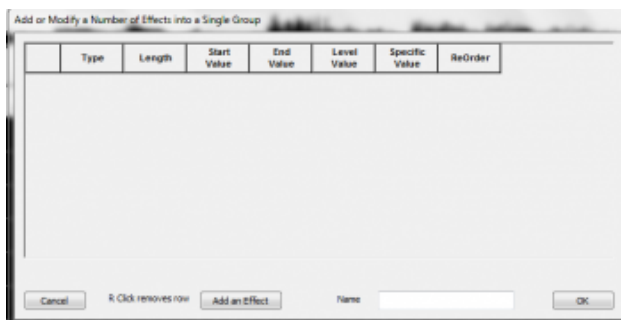 Add or Modify a Number of Effects into a Single Group
Type Length Start Value End Value Level Value Specific Value ReOrder
Cancel R Click removes row Add an Effect Name OK